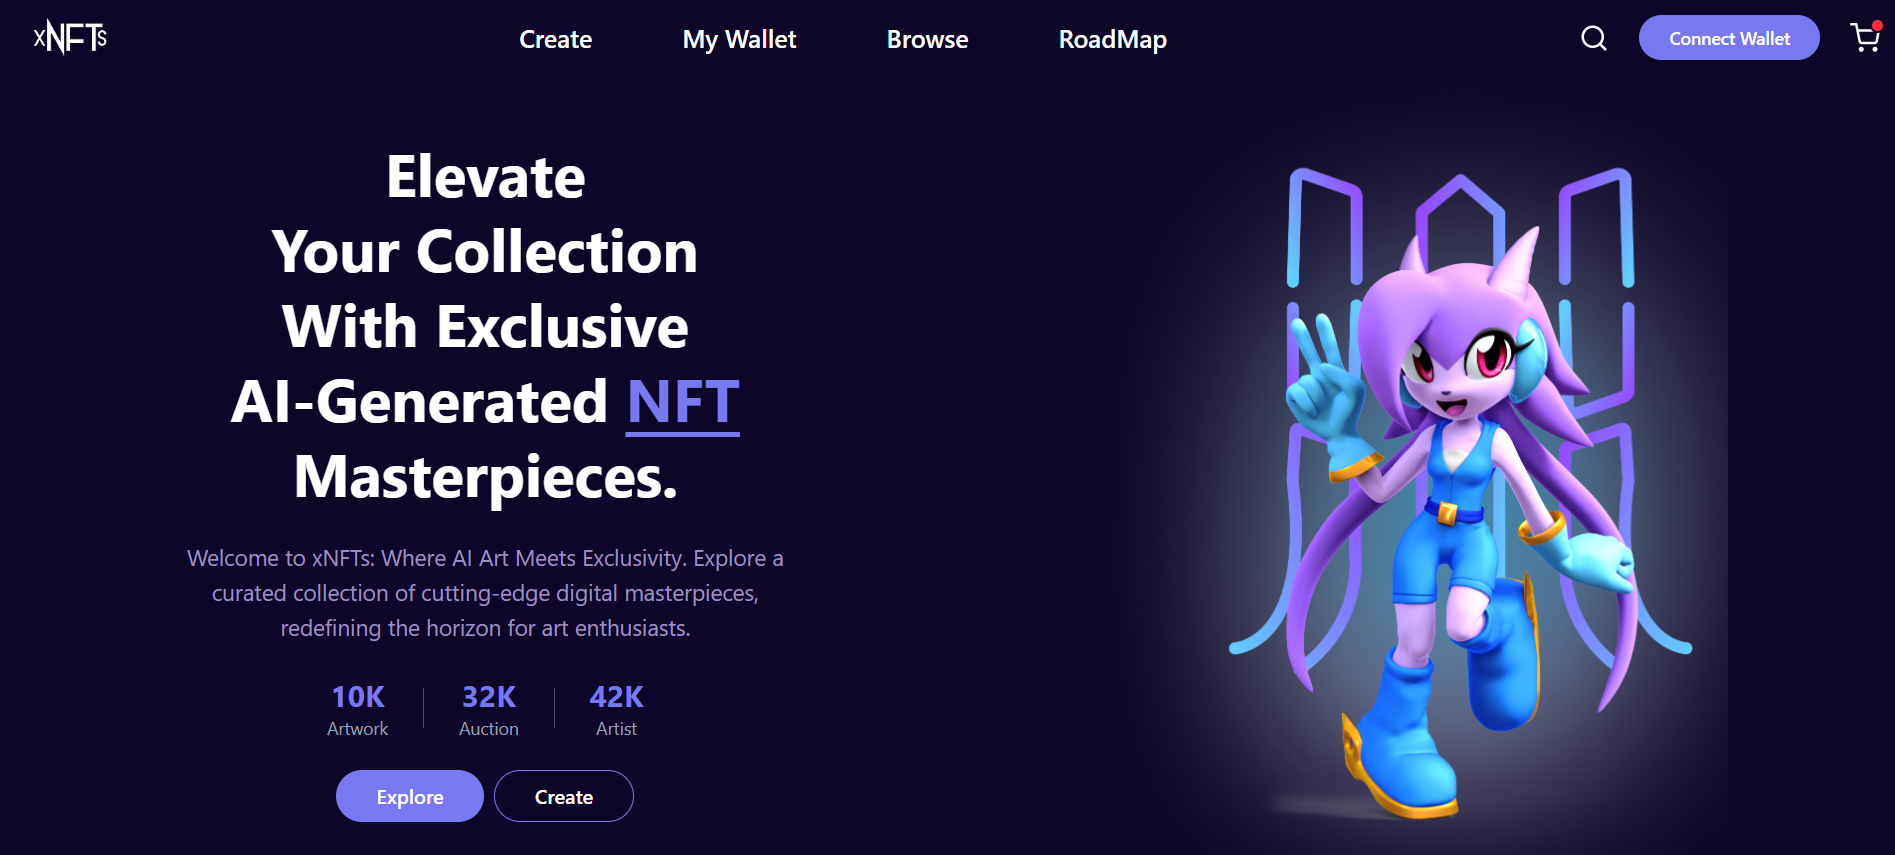 xNFTs
Create My Wallet Browse RoadMap
Connect Wallet
Elevate
Your Collection
With Exclusive
AI-Generated NFT
Masterpieces.
Welcome to xNFTs: Where AI Art Meets Exclusivity. Explore a
curated collection of cutting-edge digital masterpieces,
redefining the horizon for art enthusiasts.
10K 32K 42K
Artwork Auction Artist
Explore Create